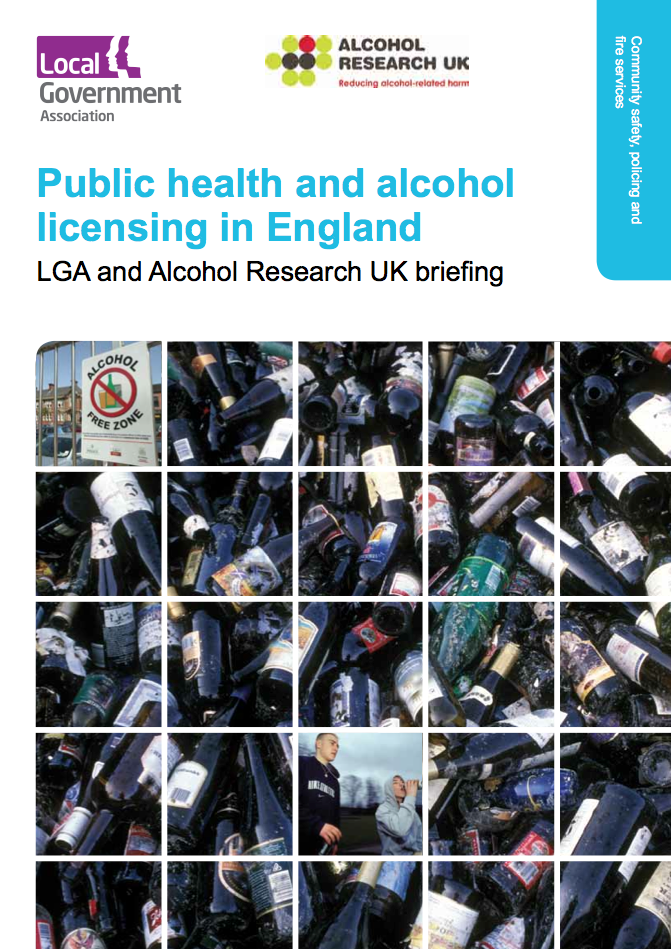 Local
Government
Association
ALCOHOL
RESEARCH UK
Reducing alcohol-related harm
Community safety, policing and
fire services
Public health and alcohol
licensing in England
LGA and Alcohol Research UK briefing
ALCOHOL
FREE ZONE